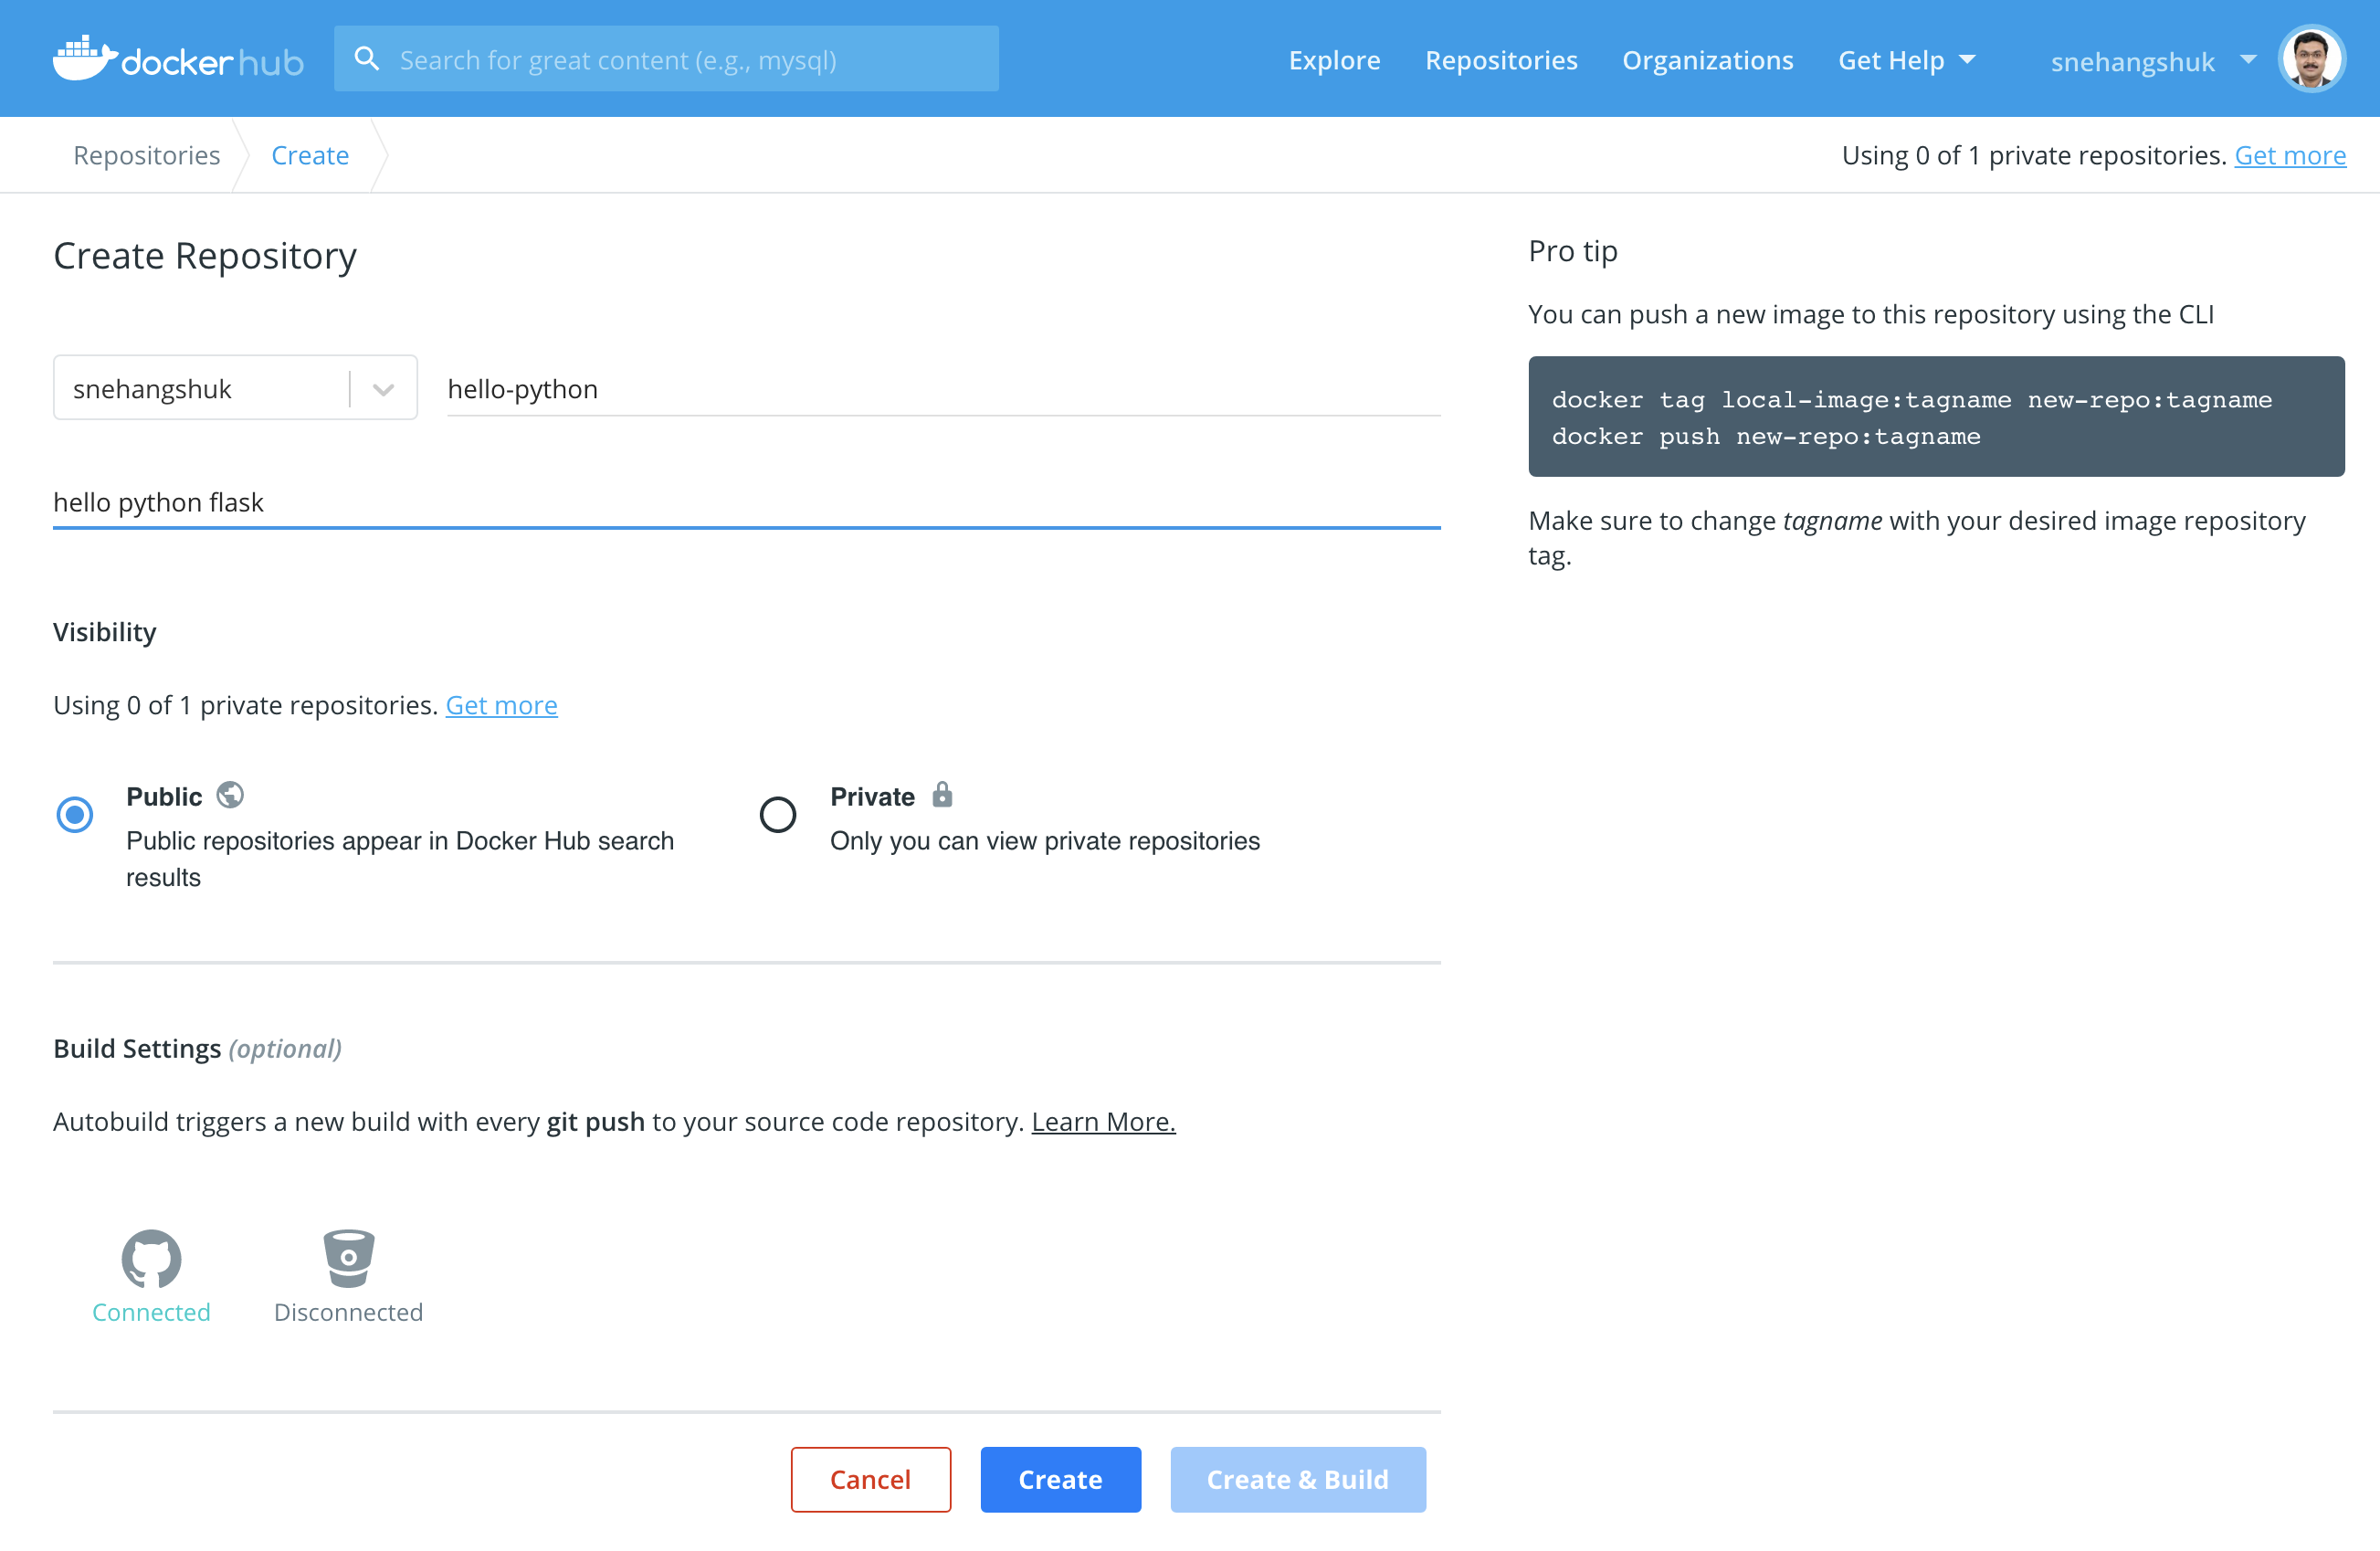 dockerhub
Search for great content (e.g., mysql)
Explore
Repositories
Organizations
Get Help
snehangshuk
Repositories
Create
Using 0 of 1 private repositories. Get more
Create Repository
snehangshuk
hello-python
hello python flask
Visibility
Using 0 of 1 private repositories. Get more
Public
Public repositories appear in Docker Hub search
results
Private
Only you can view private repositories
Build Settings (optional)
Autobuild triggers a new build with every git push to your source code repository. Learn More.
Connected
Disconnected
Cancel
Create
Create & Build
Pro tip
You can push a new image to this repository using the CLI
docker tag local-image:tagname new-repo:tagname
docker push new-repo:tagname
Make sure to change tagname with your desired image repository
tag.